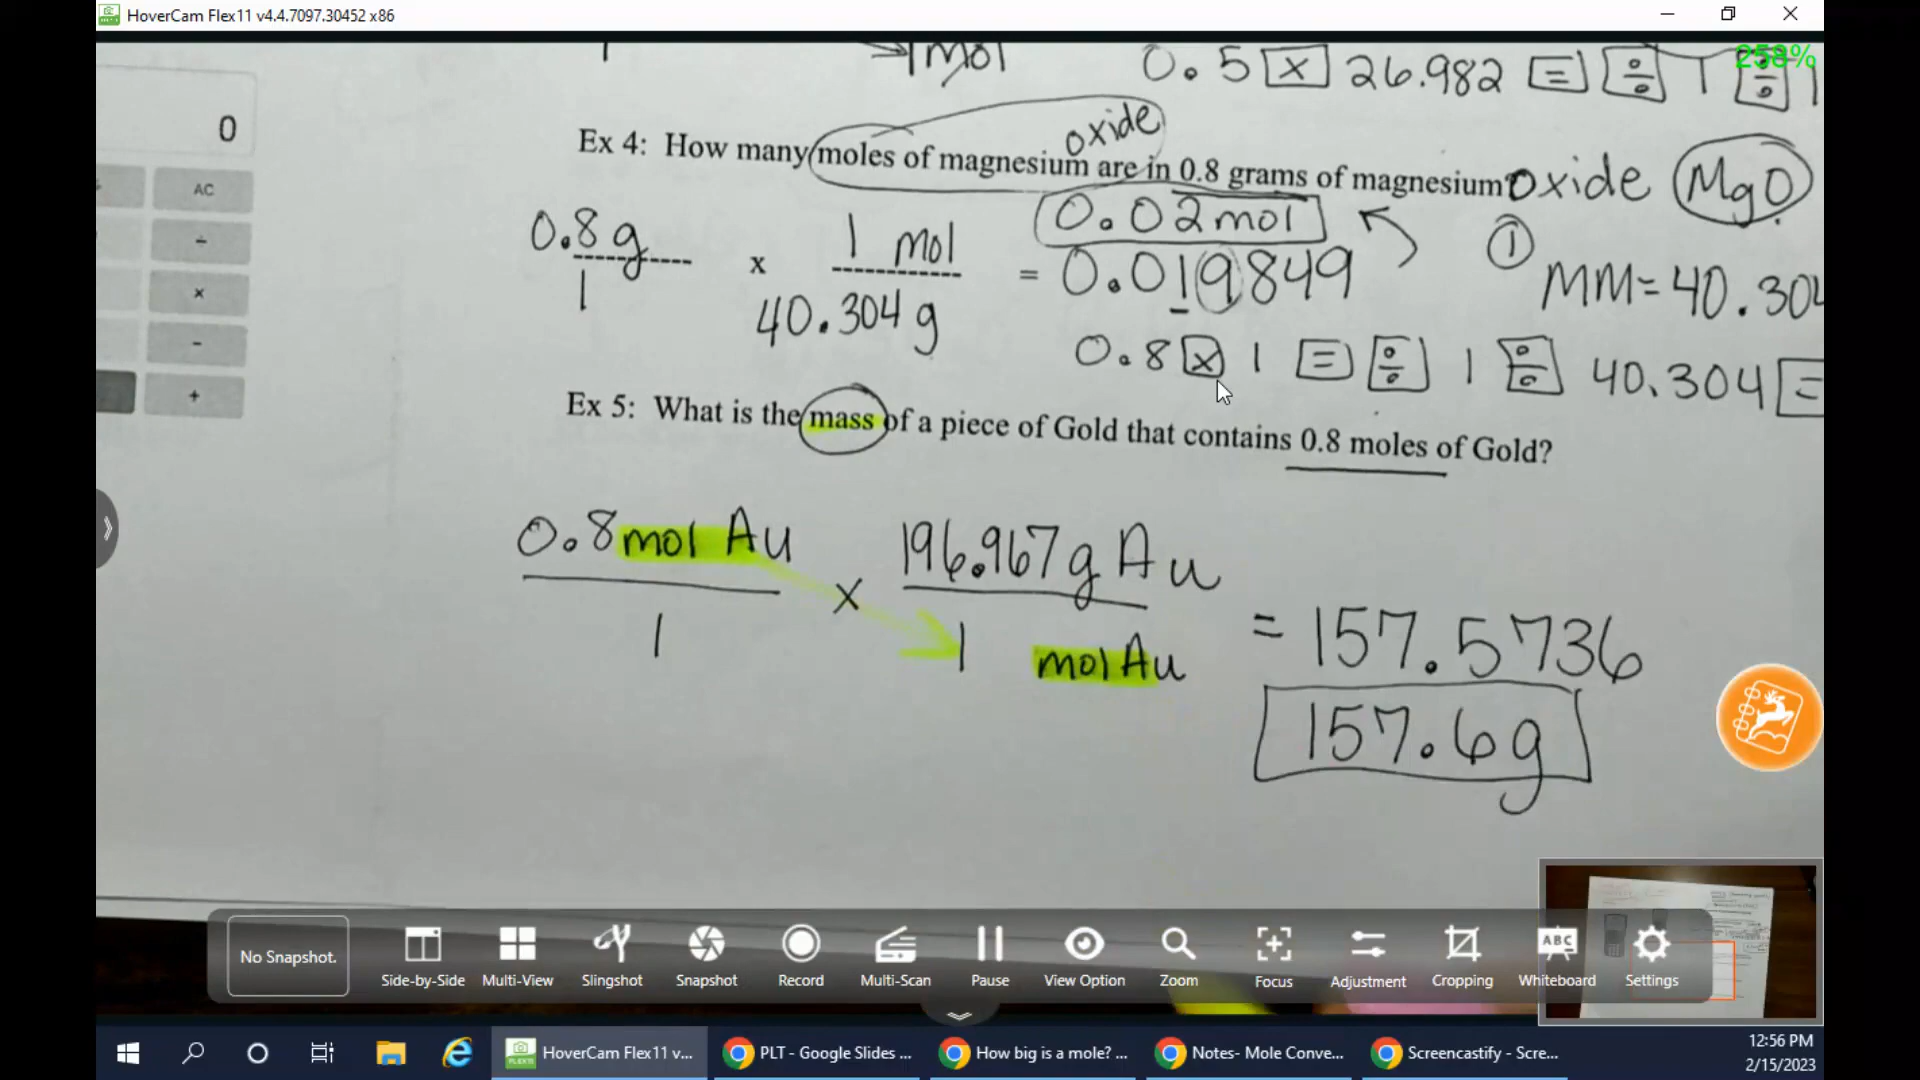 HoverCam Flex11 v4.4.7097.30452 x86
258%
1 mol
0.5 × 26.982 = ÷ 1 ÷ 1
0
AC
÷
×
-
+
oxide
Ex 4: How many moles of magnesium are in 0.8 grams of magnesium oxide MgO
0.8 g x 1 mol = 0.02 mol
1 40.304 g 0.019849
① MM = 40.304
0.8 × 1 = ÷ 1 ÷ 40.304 =
Ex 5: What is the mass of a piece of Gold that contains 0.8 moles of Gold?
0.8 mol Au x 196.967 g Au = 157.5736
1 1 mol Au
157.6 g
No Snapshot.
Side-by-Side Multi-View Slingshot Snapshot Record Multi-Scan Pause View Option Zoom Focus Adjustment Cropping Whiteboard Settings
ABC
HoverCam Flex11 v... PLT - Google Slides ... How big is a mole? ... Notes- Mole Conve... Screencastify - Scre...
12:56 PM
2/15/2023